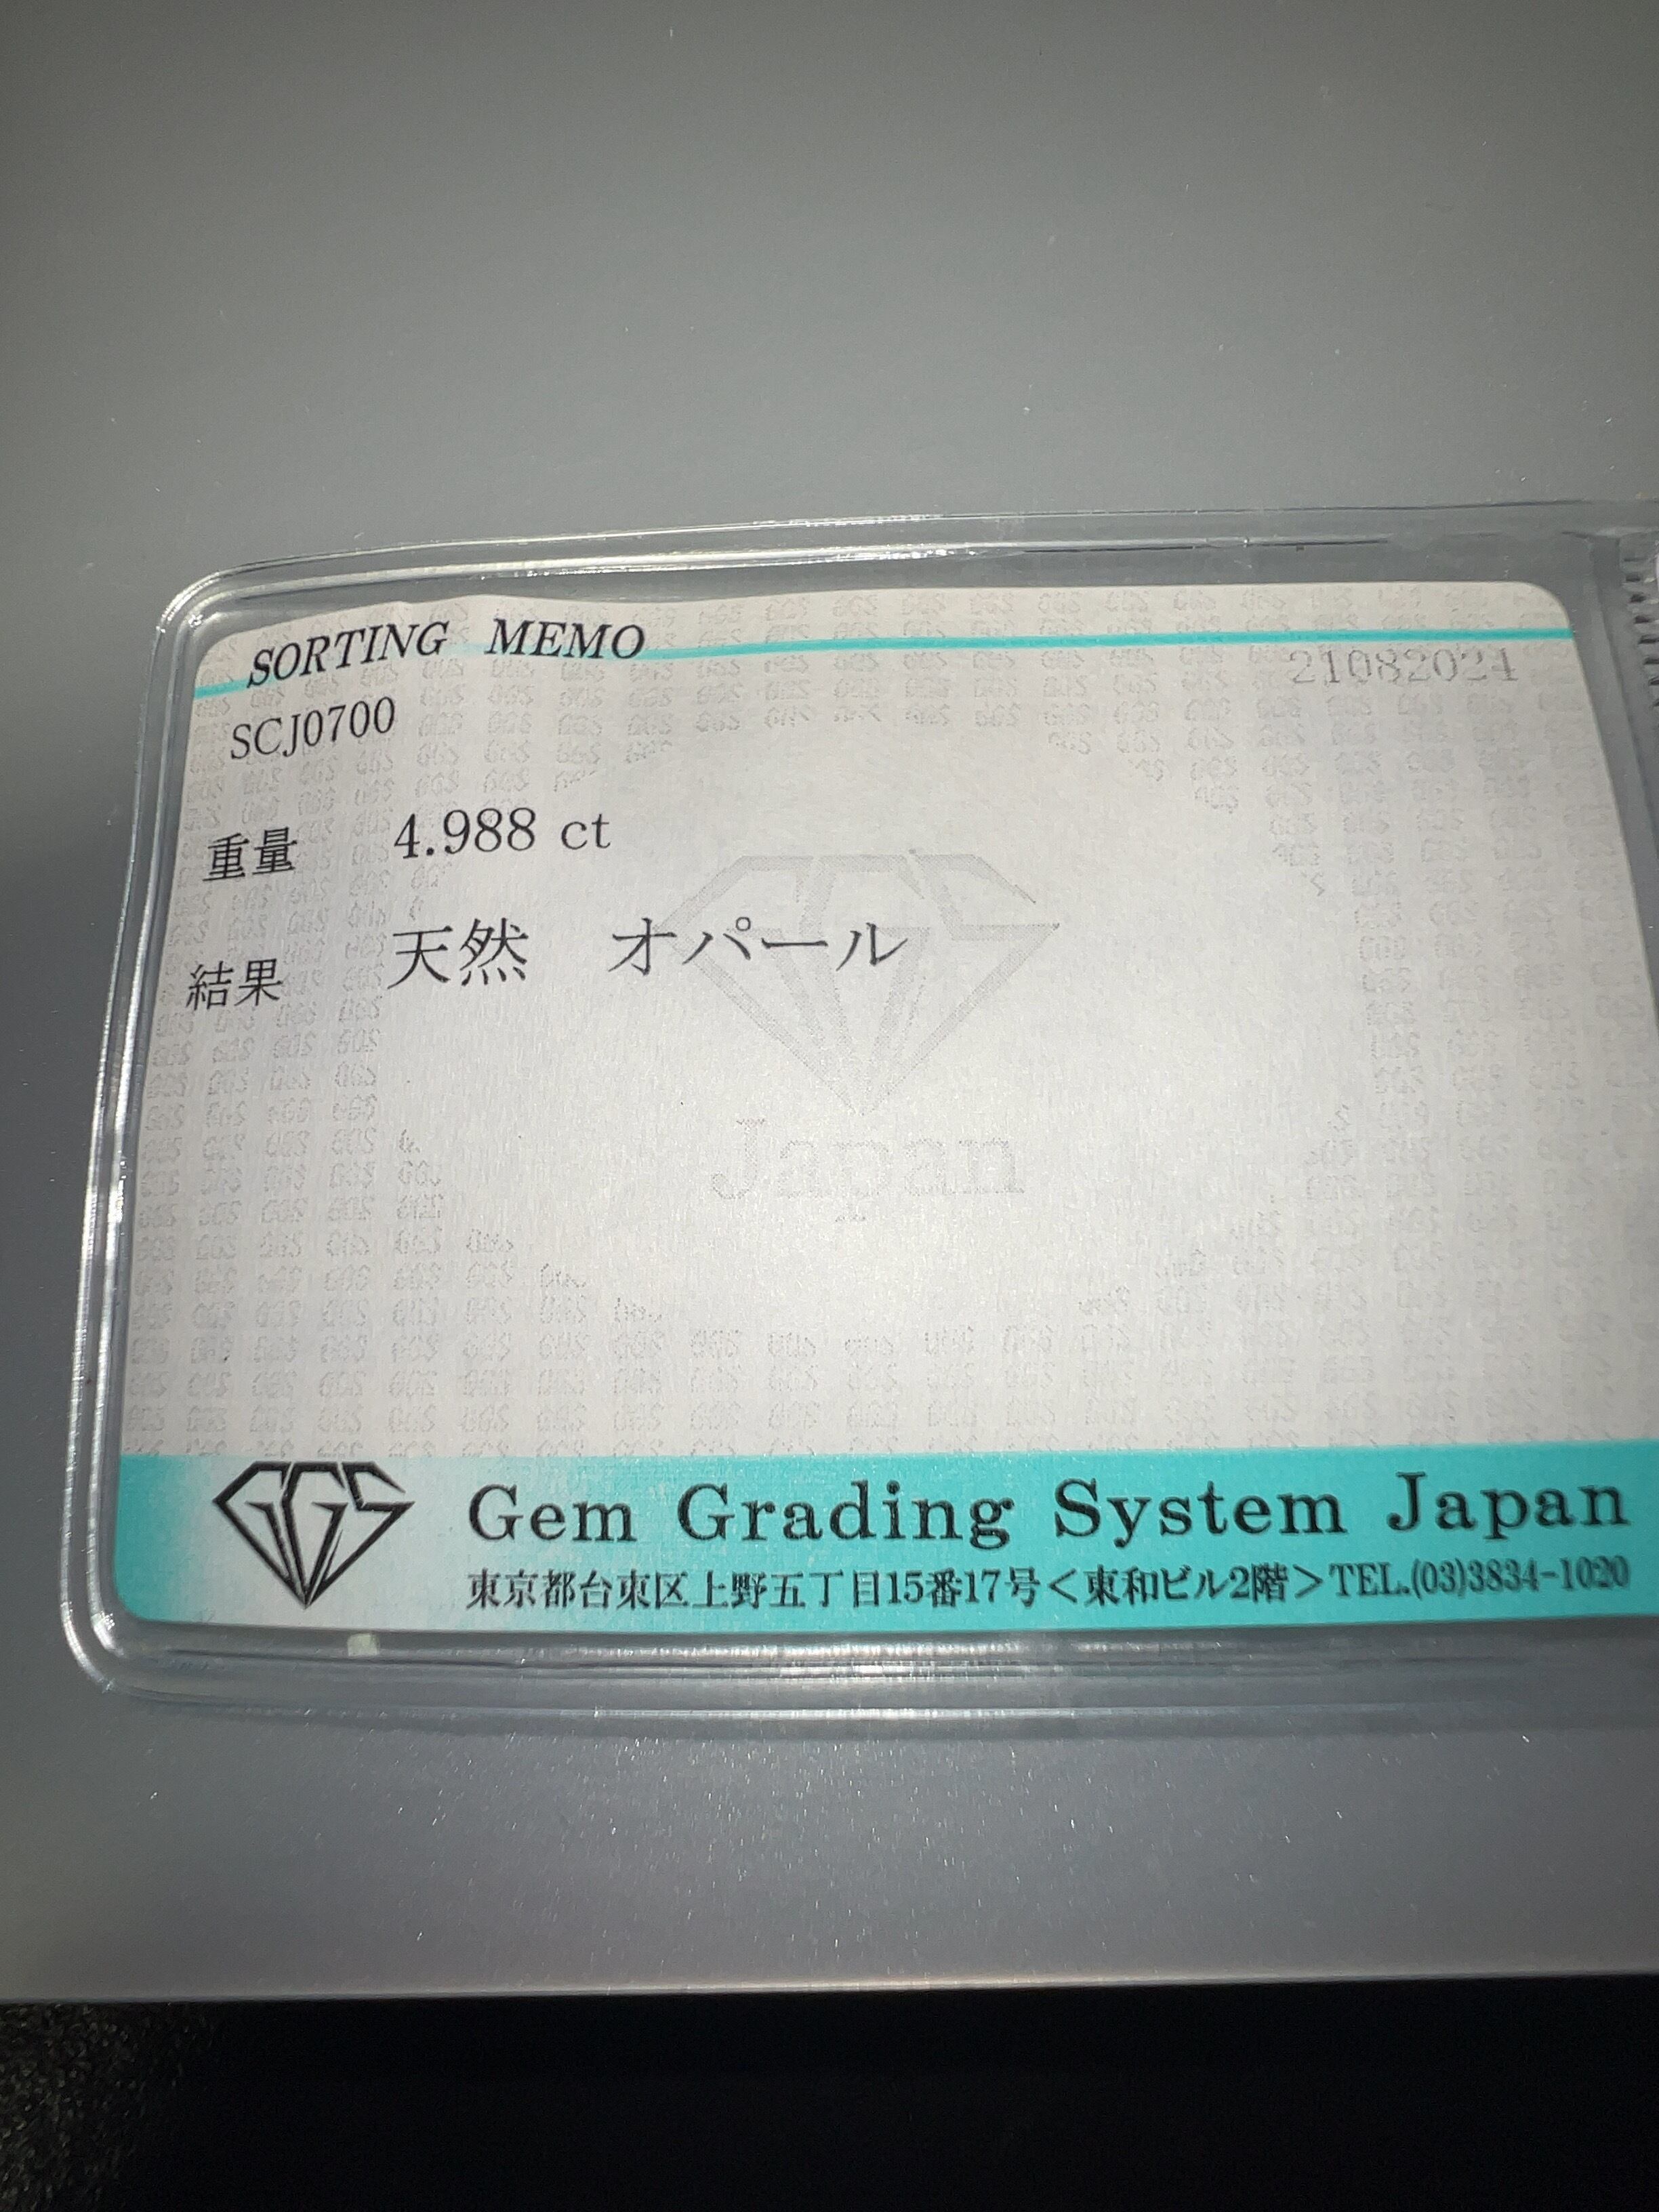 SORTING MEMO
21082024
SCJ0700
重量 4.988 ct
結果 天然 オパール
GGS
Japan
GGS Gem Grading System Japan
東京都台東区上野五丁目15番17号＜東和ビル2階＞TEL.(03)3834-1020